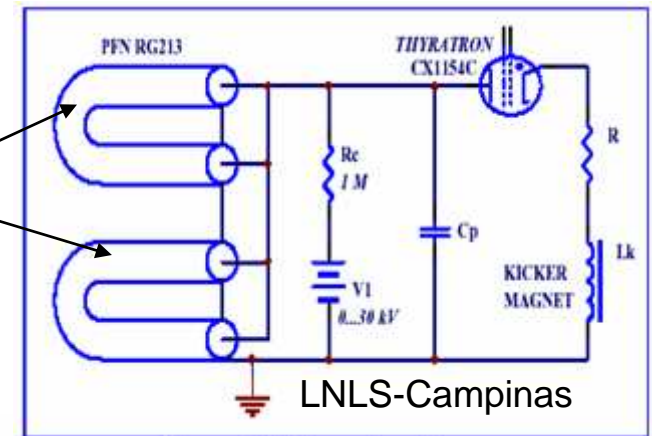 PFN RG213
THYRATRON
CX1154C
Rc
1 M
R
Cp
Lk
V1
0...30 kV
KICKER
MAGNET
LNLS-Campinas